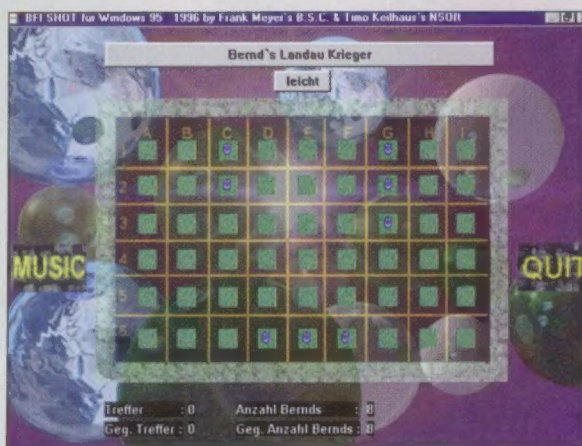 BFI SHOT für Windows 95 1996 by Frank Meyer's B.S.C. & Timo Keilhaus's NSOft
Bernd`s Landau Krieger
leicht
A B C D E F G H I
1
2
3
4
5
6
MUSIC
QUIT
Treffer : 0 Anzahl Bernds : 8
Geg. Treffer : 0 Geg. Anzahl Bernds : 8